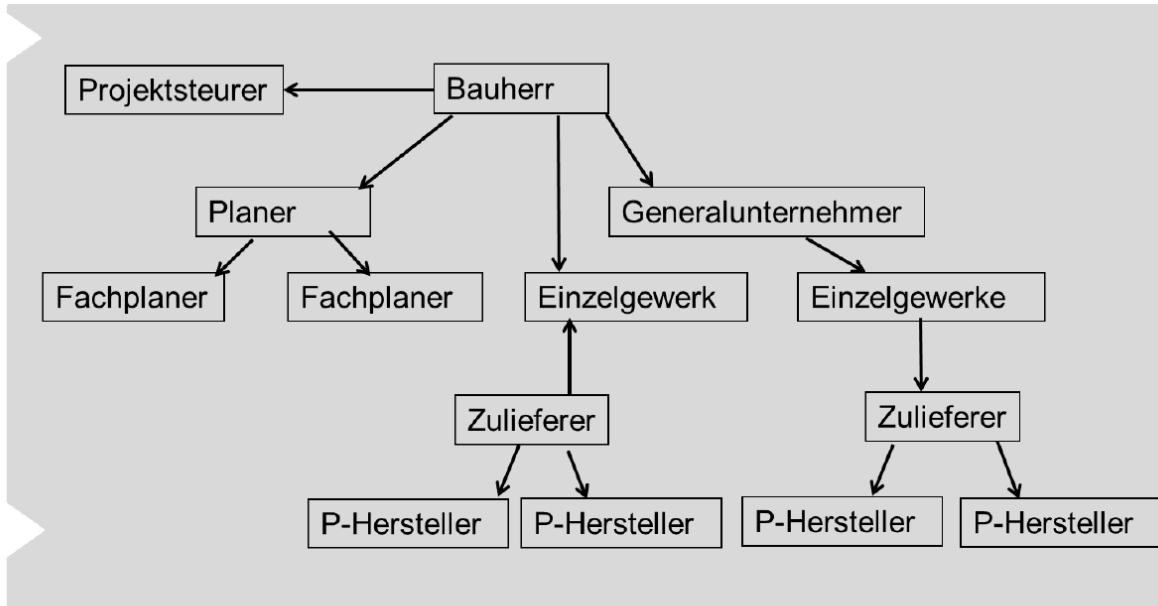 Projektsteurer
Bauherr
Planer
Generalunternehmer
Fachplaner
Fachplaner
Einzelgewerk
Einzelgewerke
Zulieferer
Zulieferer
P-Hersteller
P-Hersteller
P-Hersteller
P-Hersteller